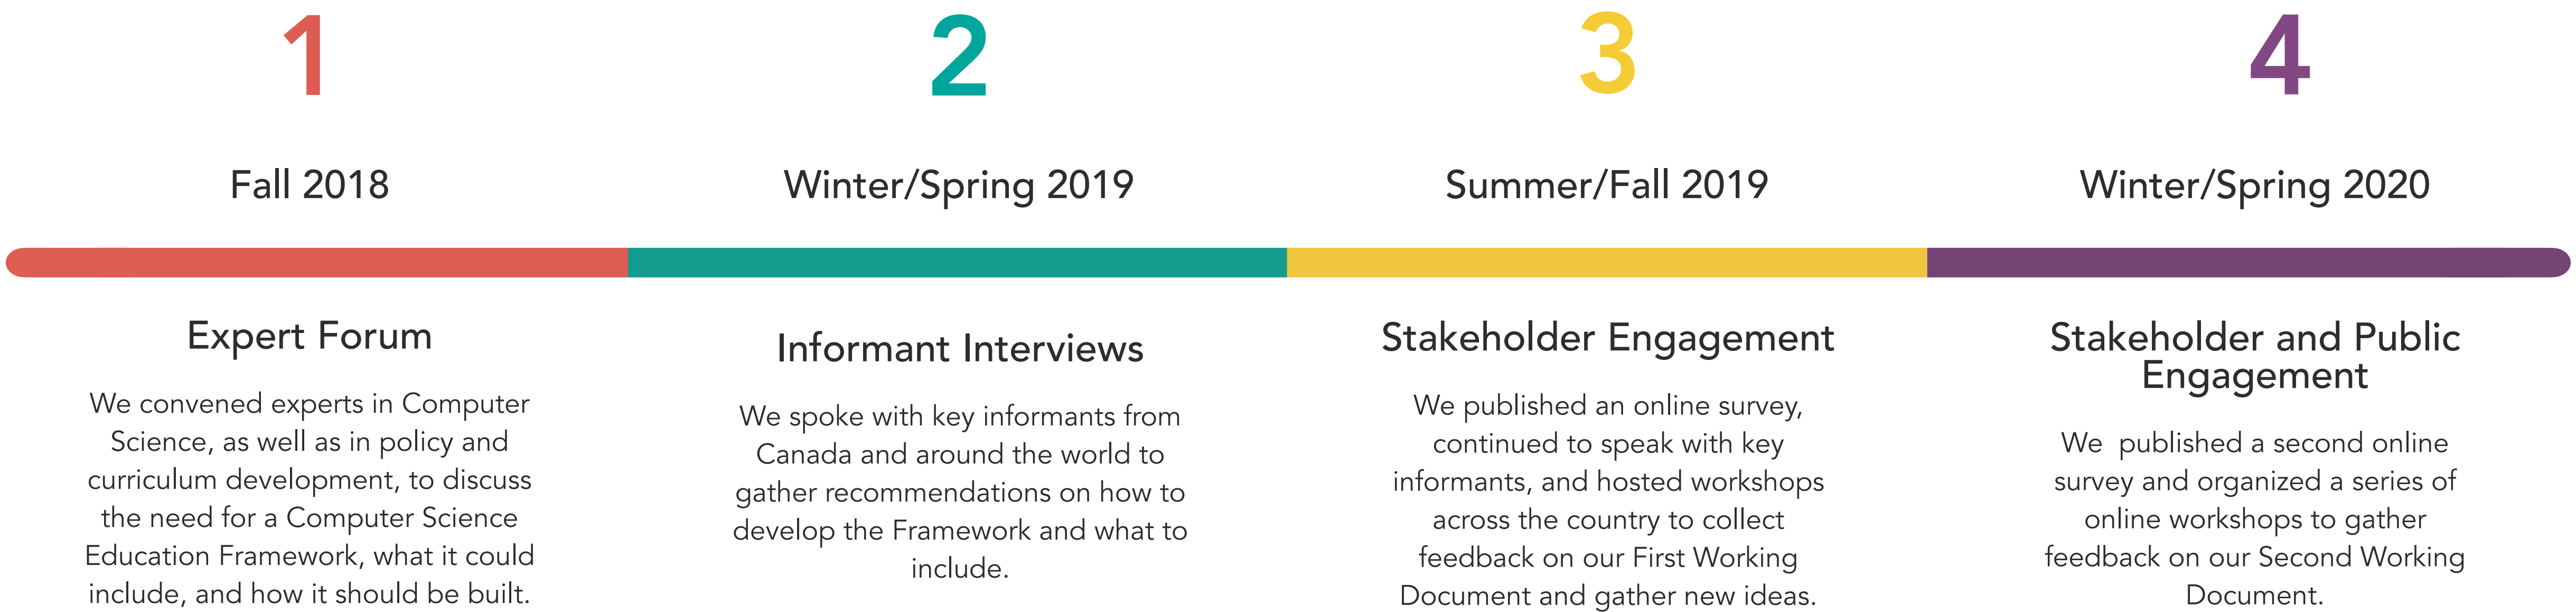 1
Fall 2018
Expert Forum
We convened experts in Computer
Science, as well as in policy and
curriculum development, to discuss
the need for a Computer Science
Education Framework, what it could
include, and how it should be built.
2
Winter/Spring 2019
Informant Interviews
We spoke with key informants from
Canada and around the world to
gather recommendations on how to
develop the Framework and what to
include.
3
Summer/Fall 2019
Stakeholder Engagement
We published an online survey,
continued to speak with key
informants, and hosted workshops
across the country to collect
feedback on our First Working
Document and gather new ideas.
4
Winter/Spring 2020
Stakeholder and Public
Engagement
We  published a second online
survey and organized a series of
online workshops to gather
feedback on our Second Working
Document.